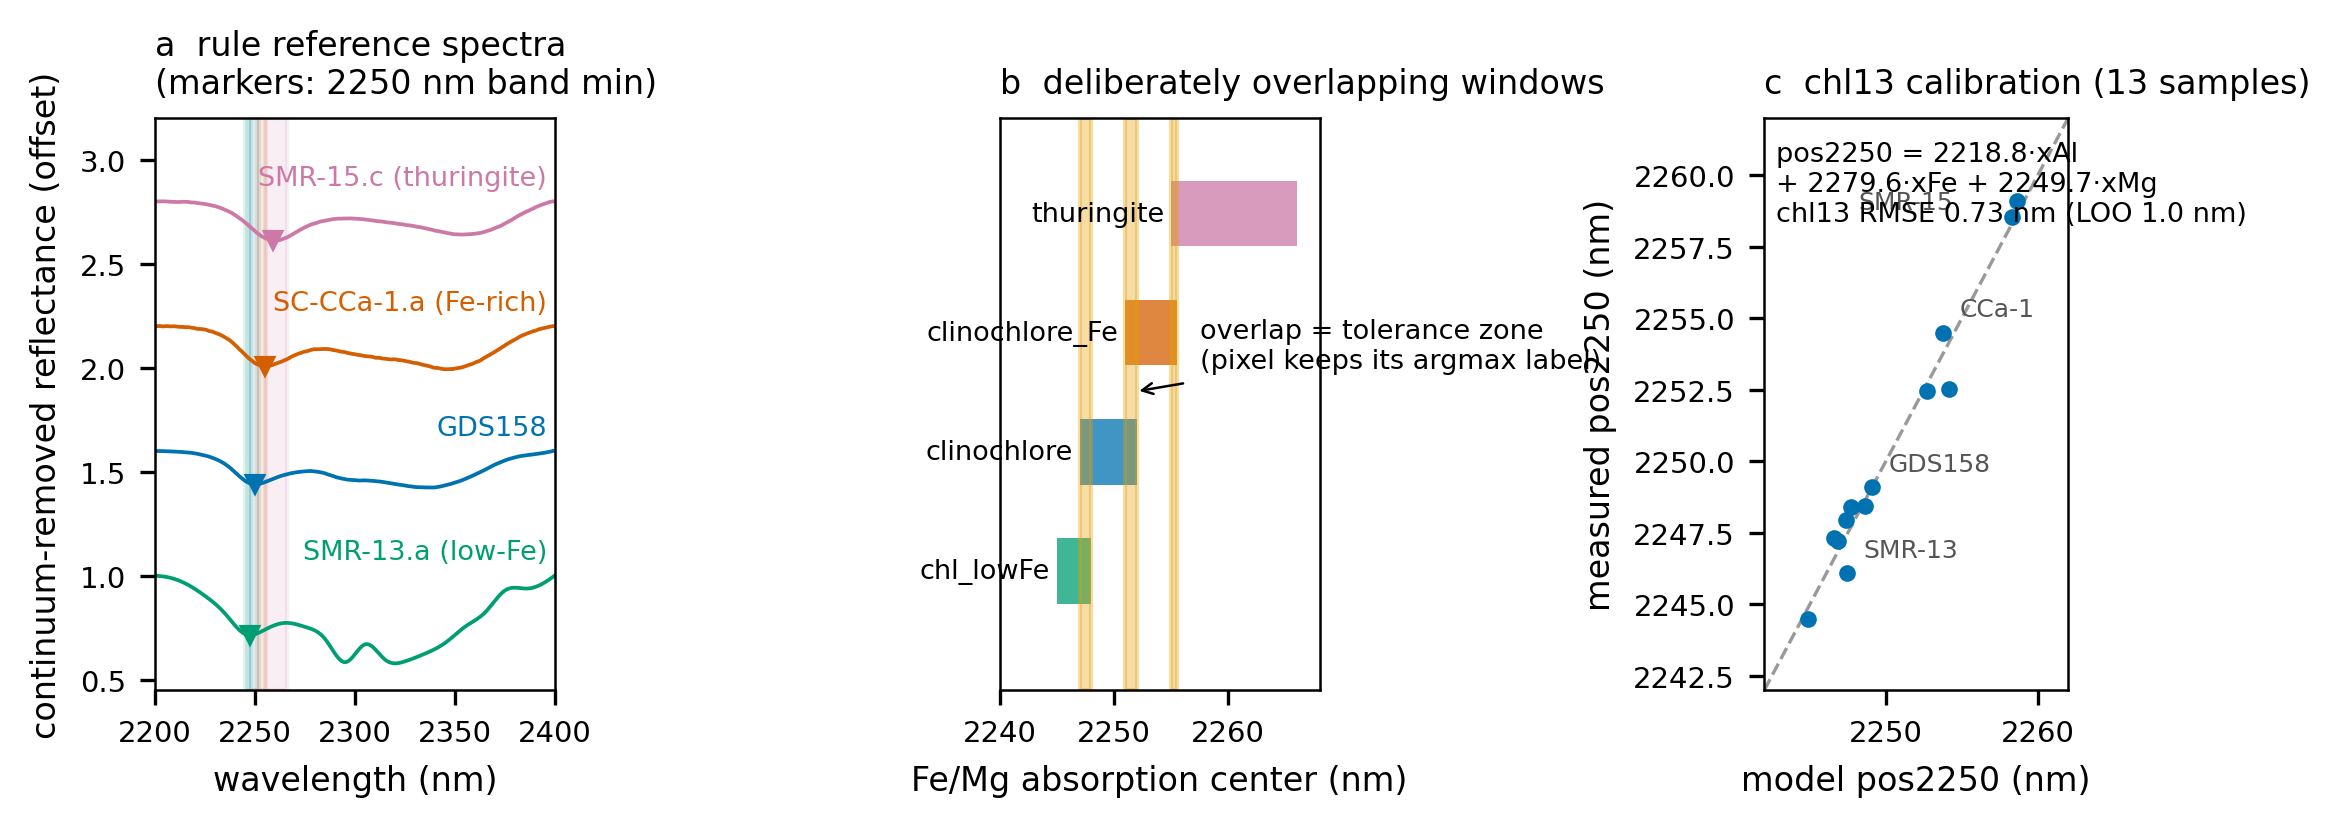 a  rule reference spectra
(markers: 2250 nm band min)
continuum-removed reflectance (offset)
3.0
2.5
2.0
1.5
1.0
0.5
SMR-15.c (thuringite)
SC-CCa-1.a (Fe-rich)
GDS158
SMR-13.a (low-Fe)
2200
2250
2300
2350
2400
wavelength (nm)
b  deliberately overlapping windows
thuringite
clinochlore_Fe
clinochlore
chl_lowFe
overlap = tolerance zone
(pixel keeps its argmax label)
2240
2250
2260
Fe/Mg absorption center (nm)
c  chl13 calibration (13 samples)
measured pos2250 (nm)
2260.0
2257.5
2255.0
2252.5
2250.0
2247.5
2245.0
2242.5
pos2250 = 2218.8·xAl
+ 2279.6·xFe + 2249.7·xMg
chl13 RMSE 0.73 nm (LOO 1.0 nm)
SMR-15
CCa-1
GDS158
SMR-13
2250
2260
model pos2250 (nm)